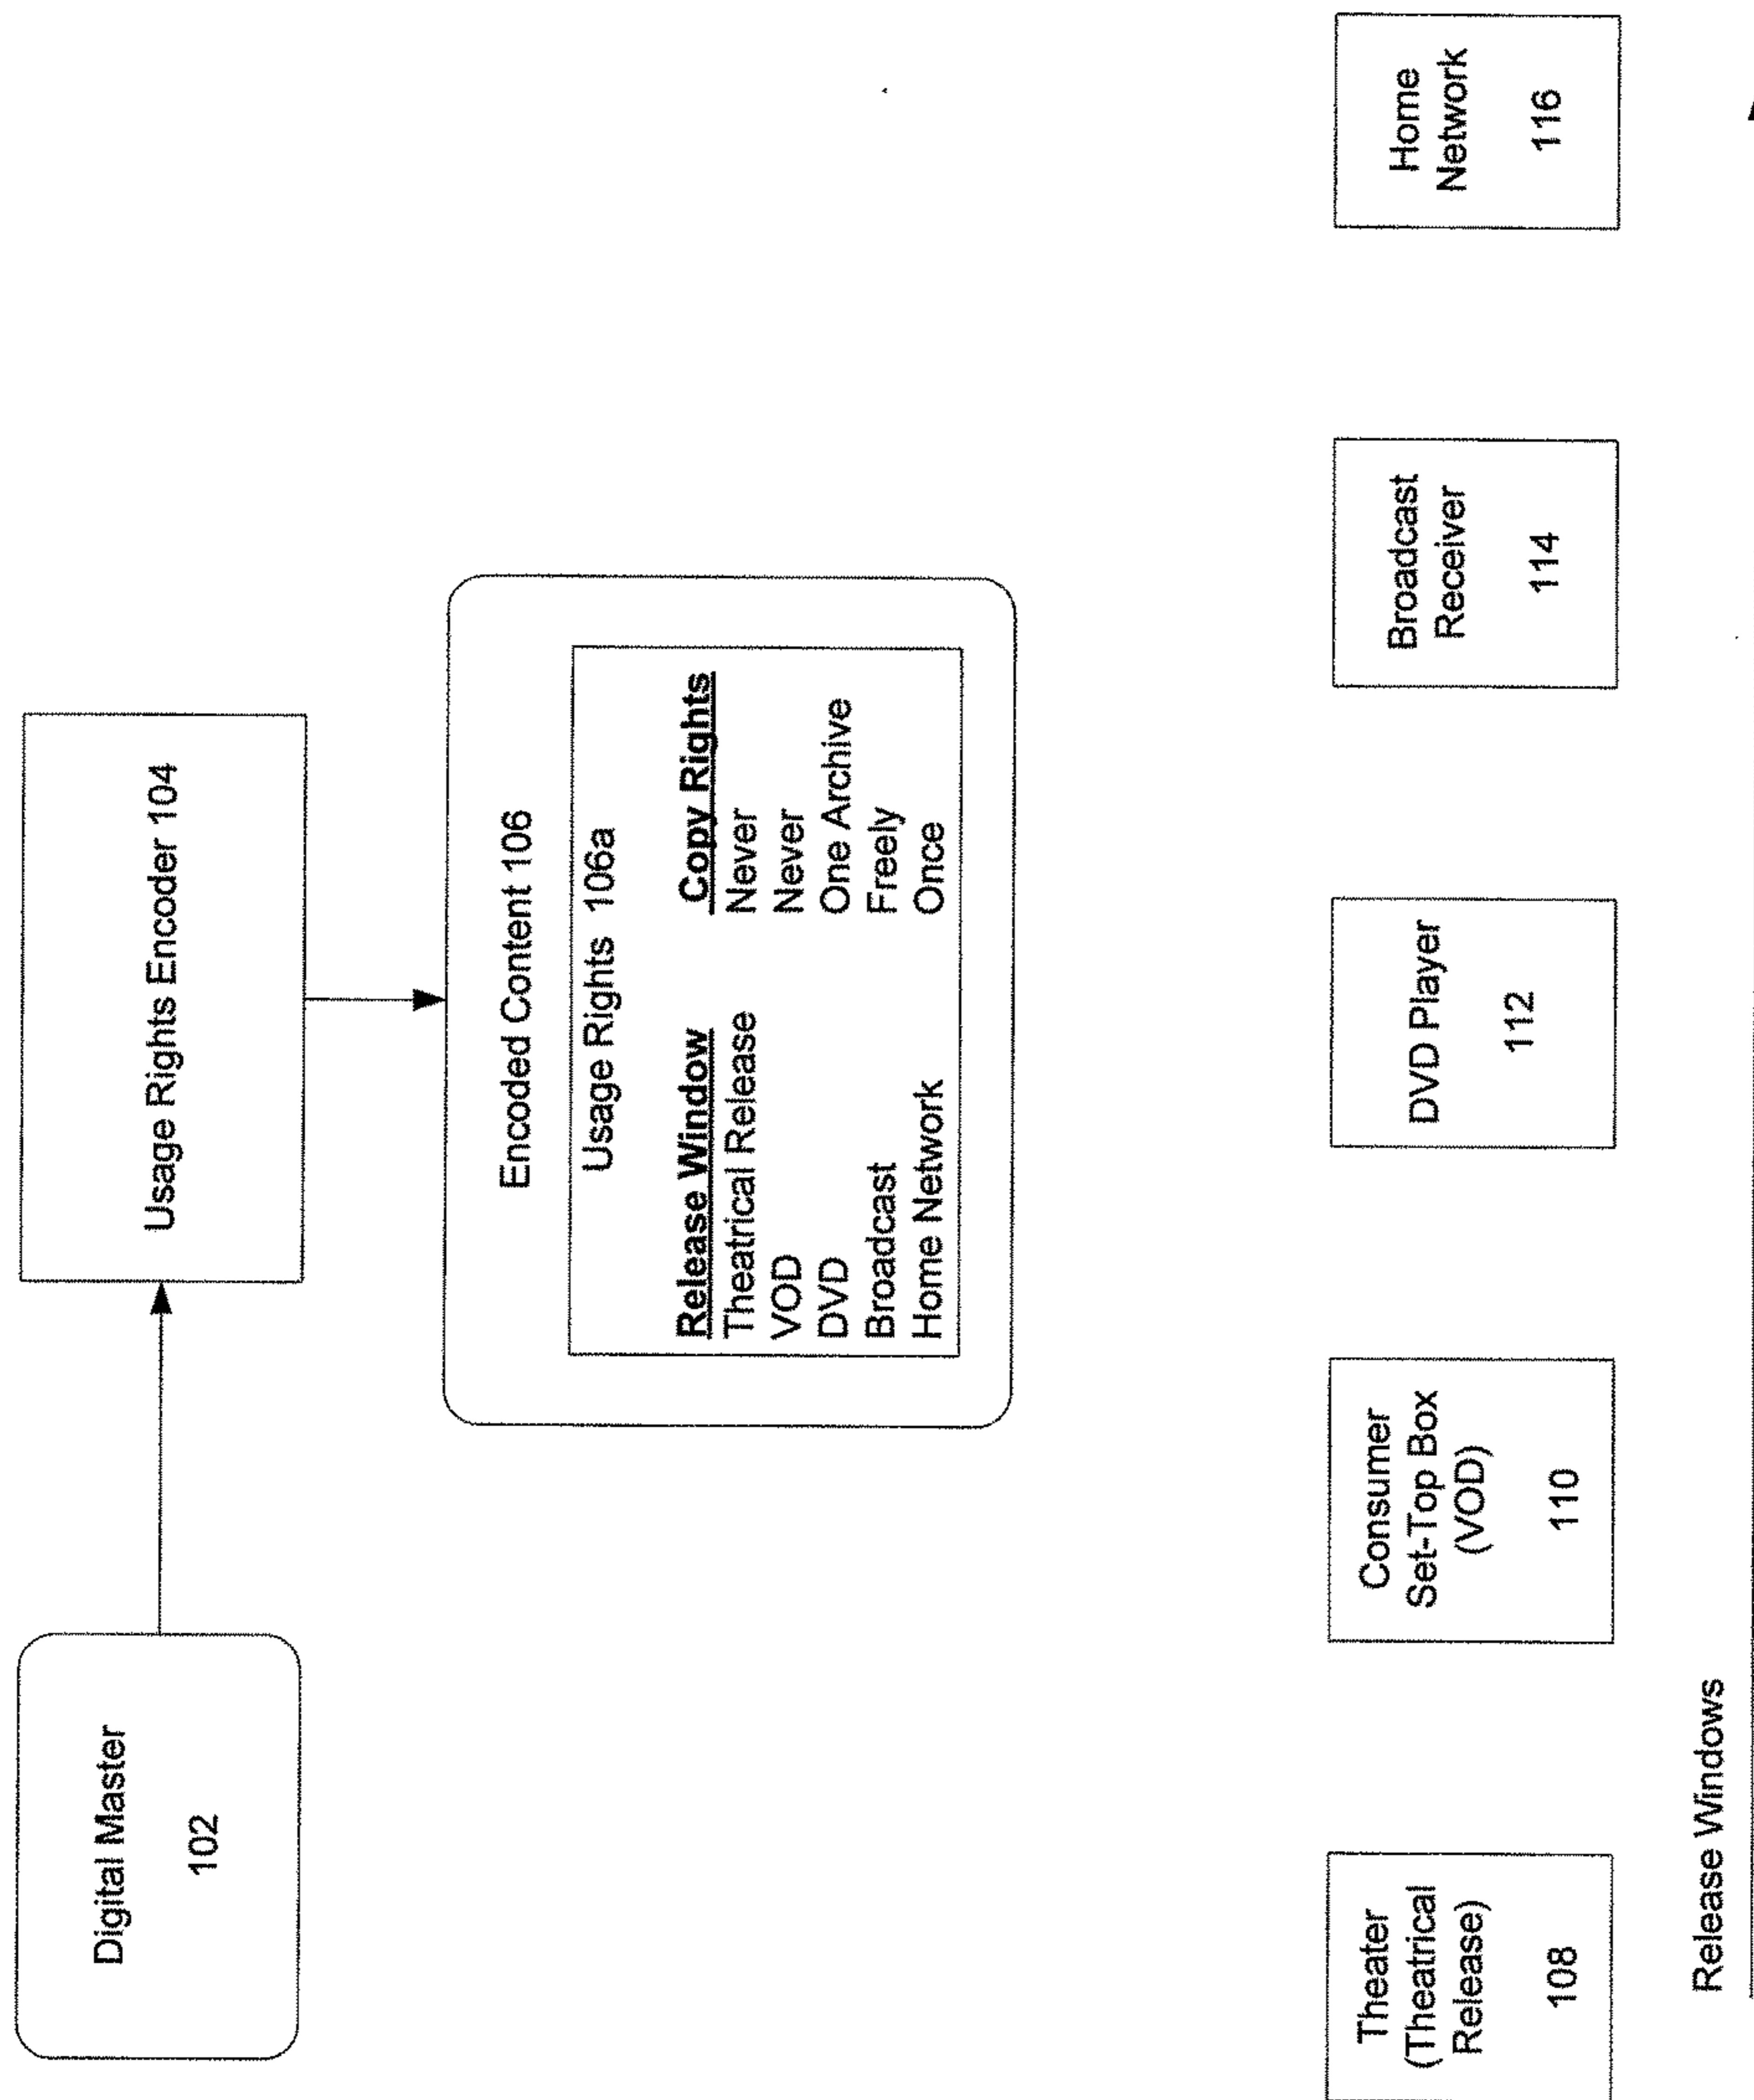 Digital Master
102
Usage Rights Encoder 104
Encoded Content 106
Usage Rights 106a
Release Window Copy Rights
Theatrical Release Never
VOD Never
DVD One Archive
Broadcast Freely
Home Network Once
Theater
(Theatrical
Release)
108
Consumer
Set-Top Box
(VOD)
110
DVD Player
112
Broadcast
Receiver
114
Home
Network
116
Release Windows